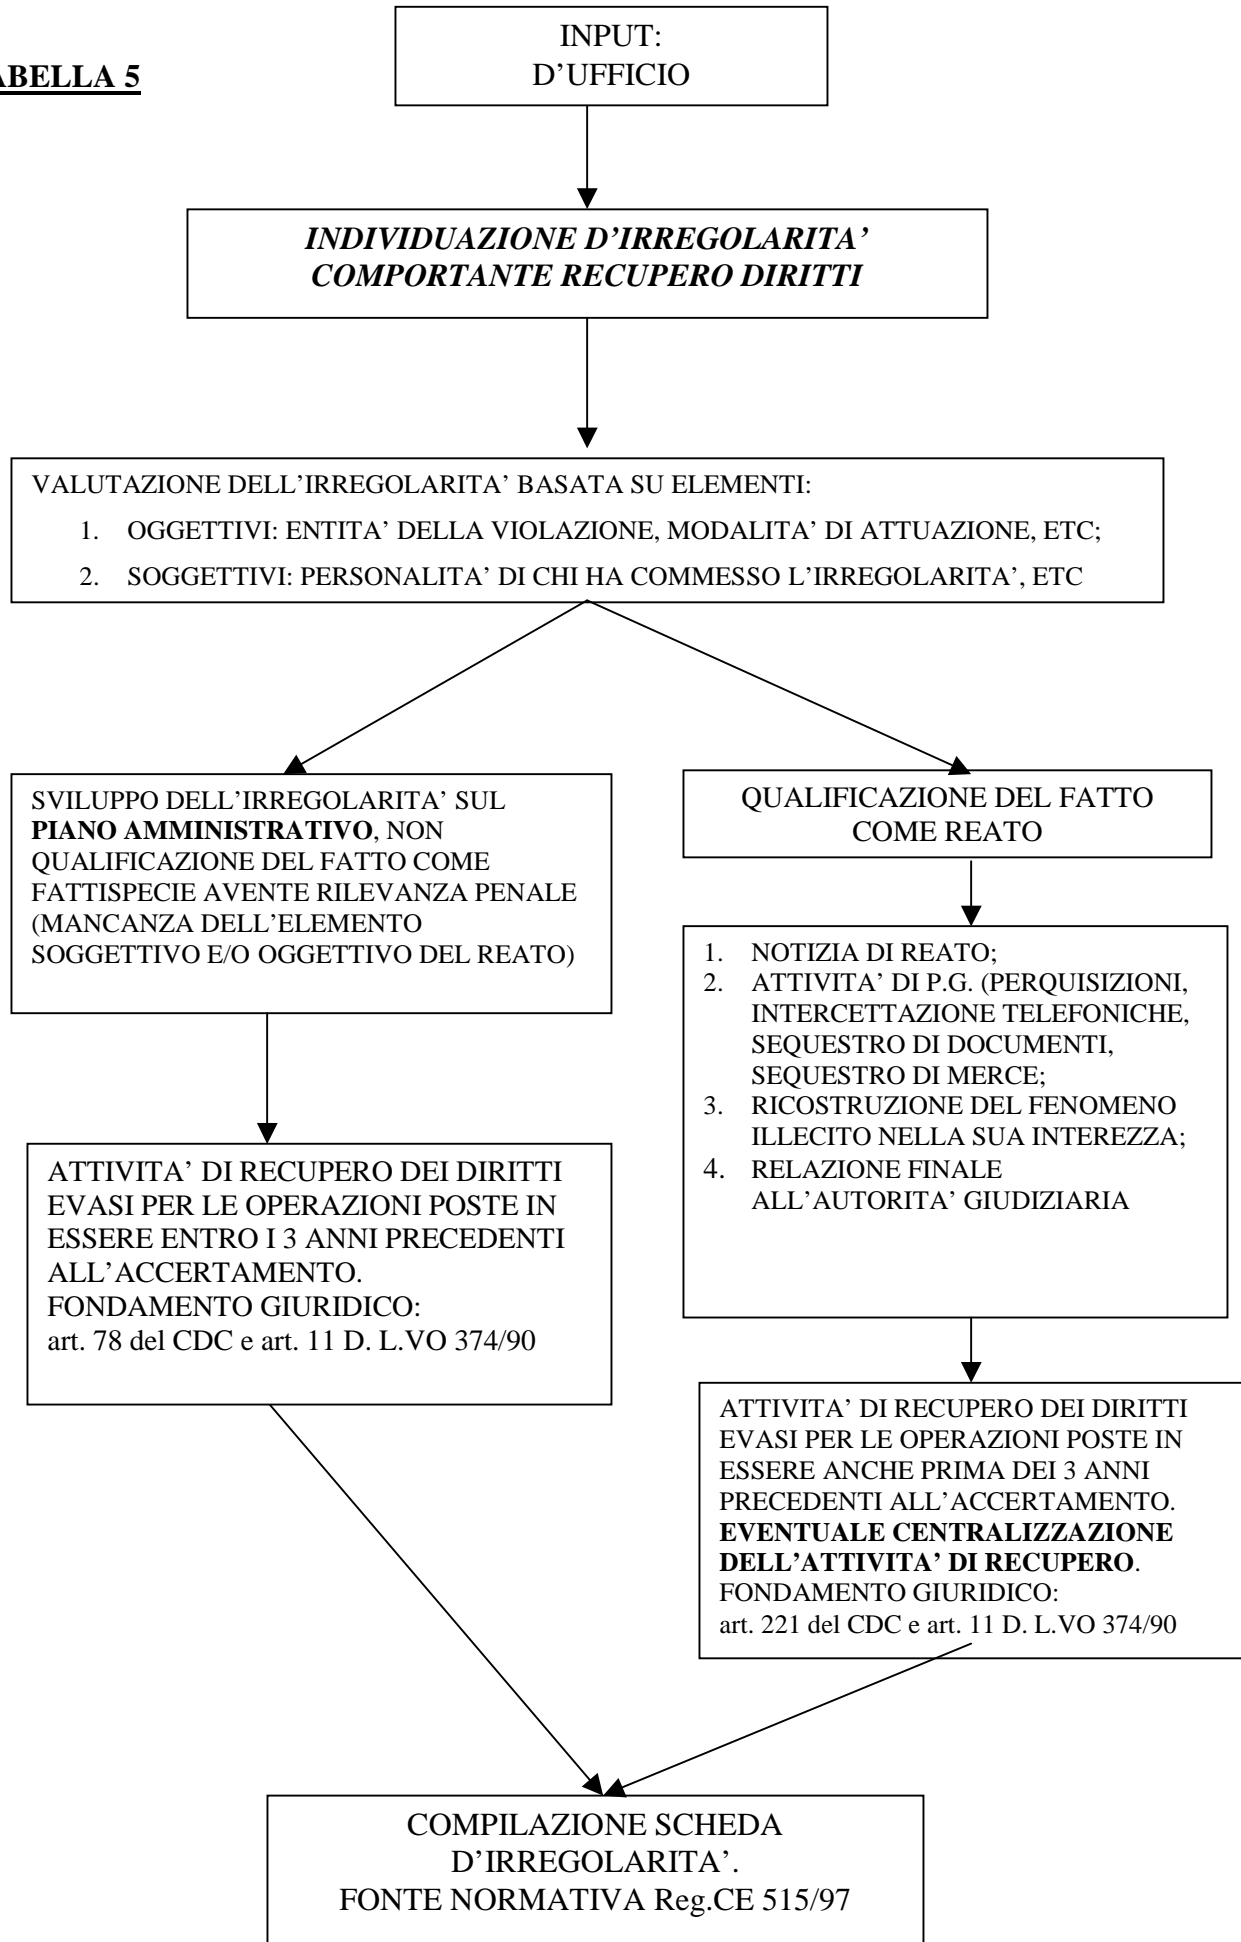 INPUT:
D'UFFICIO
ABELLA 5
INDIVIDUAZIONE D'IRREGOLARITA'
COMPORTANTE RECUPERO DIRITTI
VALUTAZIONE DELL'IRREGOLARITA' BASATA SU ELEMENTI:
1. OGGETTIVI: ENTITA' DELLA VIOLAZIONE, MODALITA' DI ATTUAZIONE, ETC;
2. SOGGETTIVI: PERSONALITA' DI CHI HA COMMESSO L'IRREGOLARITA', ETC
SVILUPPO DELL'IRREGOLARITA' SUL
PIANO AMMINISTRATIVO, NON
QUALIFICAZIONE DEL FATTO COME
FATTISPECIE AVENTE RILEVANZA PENALE
(MANCANZA DELL'ELEMENTO
SOGGETTIVO E/O OGGETTIVO DEL REATO)
ATTIVITA' DI RECUPERO DEI DIRITTI
EVASI PER LE OPERAZIONI POSTE IN
ESSERE ENTRO I 3 ANNI PRECEDENTI
ALL'ACCERTAMENTO.
FONDAMENTO GIURIDICO:
art. 78 del CDC e art. 11 D. L.VO 374/90
QUALIFICAZIONE DEL FATTO
COME REATO
1. NOTIZIA DI REATO;
2. ATTIVITA' DI P.G. (PERQUISIZIONI,
INTERCETTAZIONE TELEFONICHE,
SEQUESTRO DI DOCUMENTI,
SEQUESTRO DI MERCE;
3. RICOSTRUZIONE DEL FENOMENO
ILLECITO NELLA SUA INTEREZZA;
4. RELAZIONE FINALE
ALL'AUTORITA' GIUDIZIARIA
ATTIVITA' DI RECUPERO DEI DIRITTI
EVASI PER LE OPERAZIONI POSTE IN
ESSERE ANCHE PRIMA DEI 3 ANNI
PRECEDENTI ALL'ACCERTAMENTO.
EVENTUALE CENTRALIZZAZIONE
DELL'ATTIVITA' DI RECUPERO.
FONDAMENTO GIURIDICO:
art. 221 del CDC e art. 11 D. L.VO 374/90
COMPILAZIONE SCHEDA
D'IRREGOLARITA'.
FONTE NORMATIVA Reg.CE 515/97